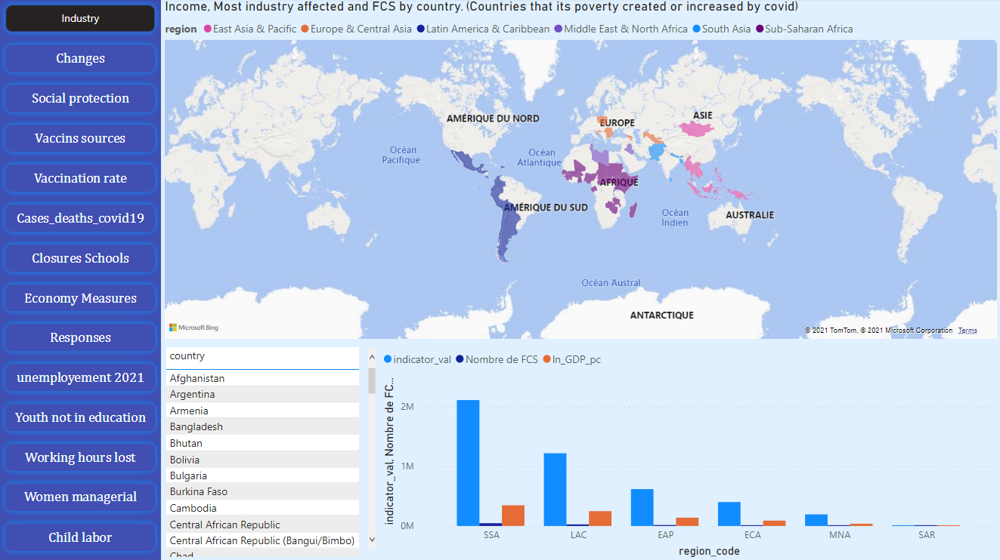 Industry
Changes
Social protection
Vaccins sources
Vaccination rate
Cases_deaths_covid19
Closures Schools
Economy Measures
Responses
unemployement 2021
Youth not in education
Working hours lost
Women managerial
Child labor
Income, Most industry affected and FCS by country. (Countries that its poverty created or increased by covid)
region East Asia & Pacific Europe & Central Asia Latin America & Caribbean Middle East & North Africa South Asia Sub-Saharan Africa
AMÉRIQUE DU NORD
EUROPE
ASIE
Océan
Pacifique
Océan
Atlantique
AFRIQUE
AMÉRIQUE DU SUD
Océan
Indien
AUSTRALIE
Océan Austral
ANTARCTIQUE
Microsoft Bing
© 2021 TomTom, © 2021 Microsoft Corporation Terms
country
Afghanistan
Argentina
Armenia
Bangladesh
Bhutan
Bolivia
Bulgaria
Burkina Faso
Cambodia
Central African Republic
Central African Republic (Bangui/Bimbo)
Chad
indicator_val Nombre de FCS ln_GDP_pc
indicator_val, Nombre de FC...
2M
1M
0M
SSA LAC EAP ECA MNA SAR
region_code